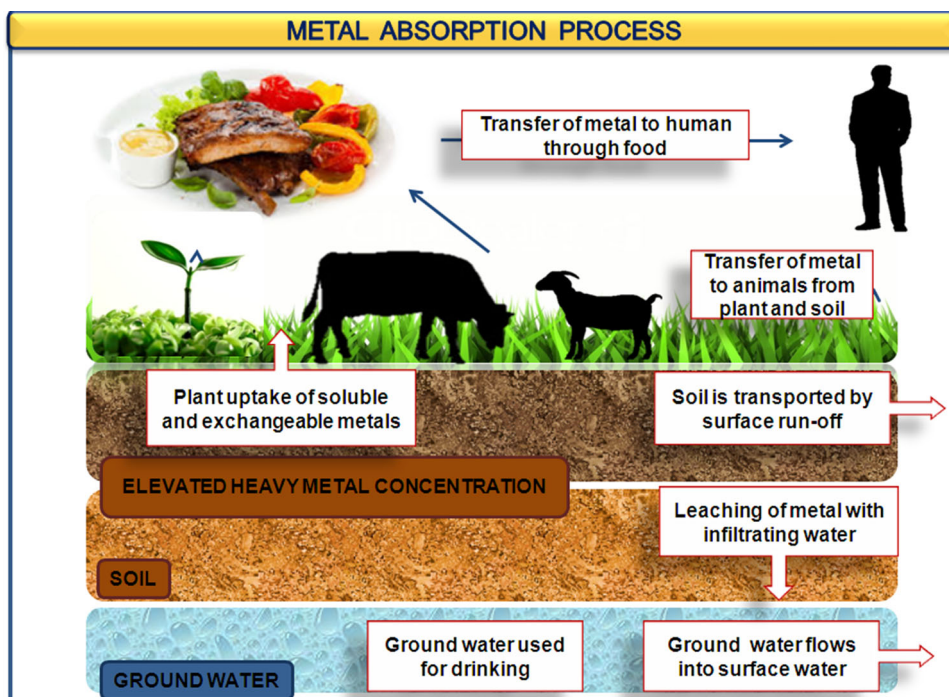 METAL ABSORPTION PROCESS
Transfer of metal to human
through food
Transfer of metal
to animals from
plant and soil
Plant uptake of soluble
and exchangeable metals
Soil is transported by
surface run-off
ELEVATED HEAVY METAL CONCENTRATION
Leaching of metal with
infiltrating water
SOIL
Ground water used
for drinking
Ground water flows
into surface water
GROUND WATER